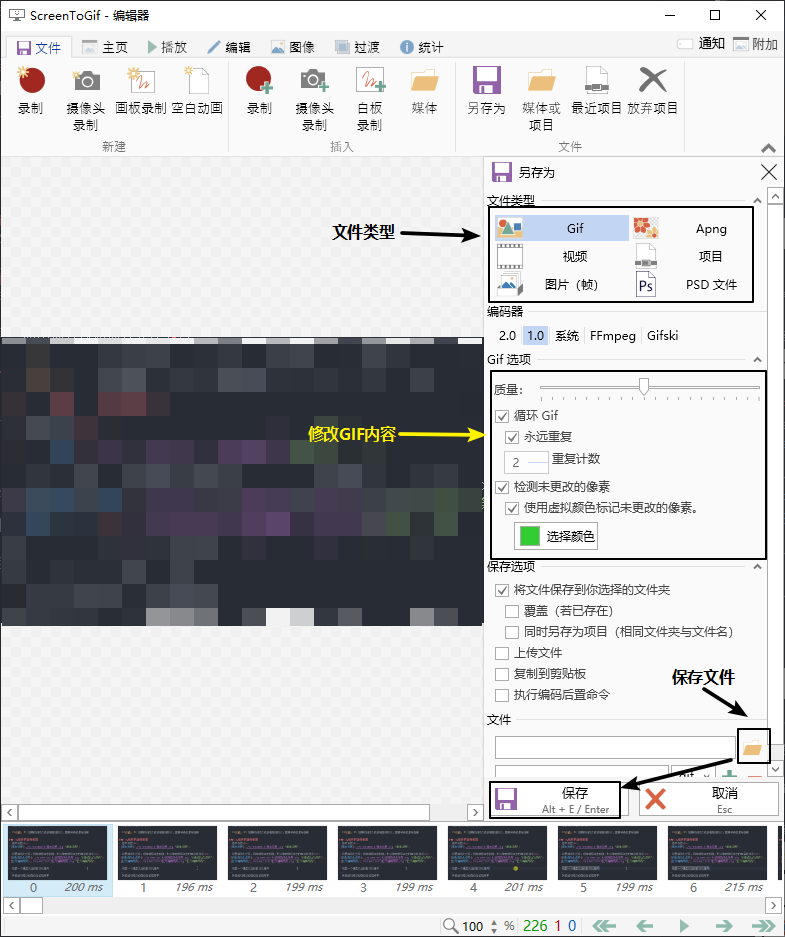 ScreenToGif - 编辑器
文件
主页
播放
编辑
图像
过渡
统计
通知
附加
录制
摄像头
录制
画板录制
空白动画
录制
摄像头
录制
白板
录制
媒体
另存为
媒体或
项目
最近项目
放弃项目
新建
插入
文件
另存为
文件类型
文件类型
Gif
Apng
视频
项目
图片（帧）
Ps
PSD 文件
编码器
2.0
1.0
系统
FFmpeg
Gifski
Gif 选项
质量：
循环 Gif
修改GIF内容
永远重复
2
重复计数
检测未更改的像素
使用虚拟颜色标记未更改的像素。
选择颜色
保存选项
将文件保存到你选择的文件夹
覆盖（若已存在）
同时另存为项目（相同文件夹与文件名）
上传文件
复制到剪贴板
保存文件
执行编码后置命令
文件
保存
Alt + E / Enter
取消
Esc
0 200 ms
1 196 ms
2 199 ms
3 199 ms
4 201 ms
5 199 ms
6 215 ms
100 % 226 1 0